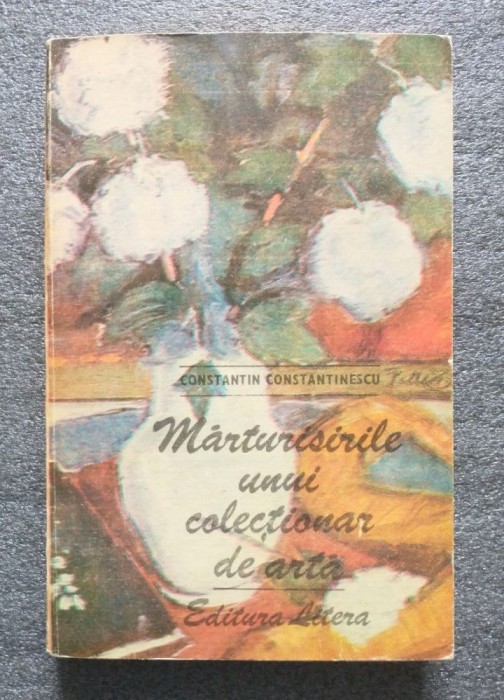 CONSTANTIN CONSTANTINESCU
Mărturisirile
unui
colecționar
de artă
Editura Litera